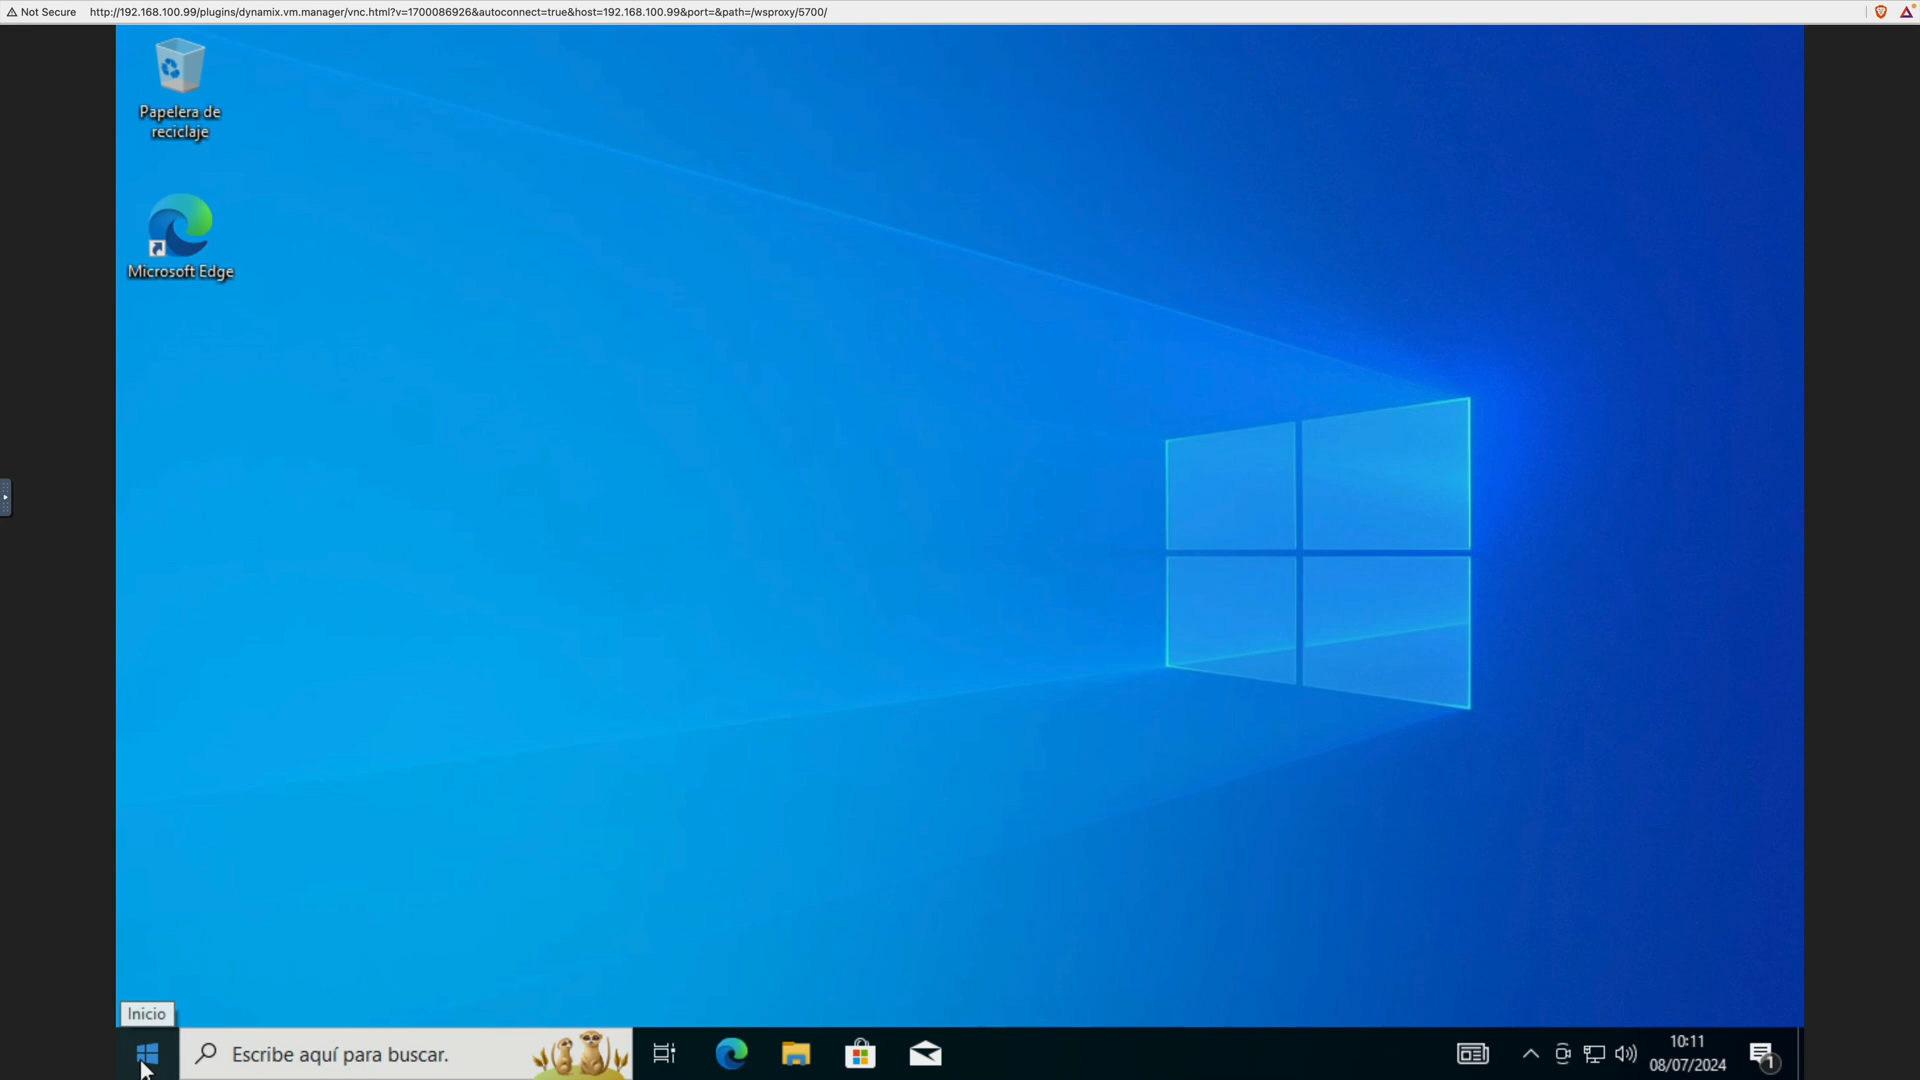 Not Secure http://192.168.100.99/plugins/dynamix.vm.manager/vnc.html?v=1700086926&autoconnect=true&host=192.168.100.99&port=&path=/wsproxy/5700/
Papelera de
reciclaje
Microsoft Edge
Inicio
Escribe aquí para buscar.
10:11
08/07/2024
1